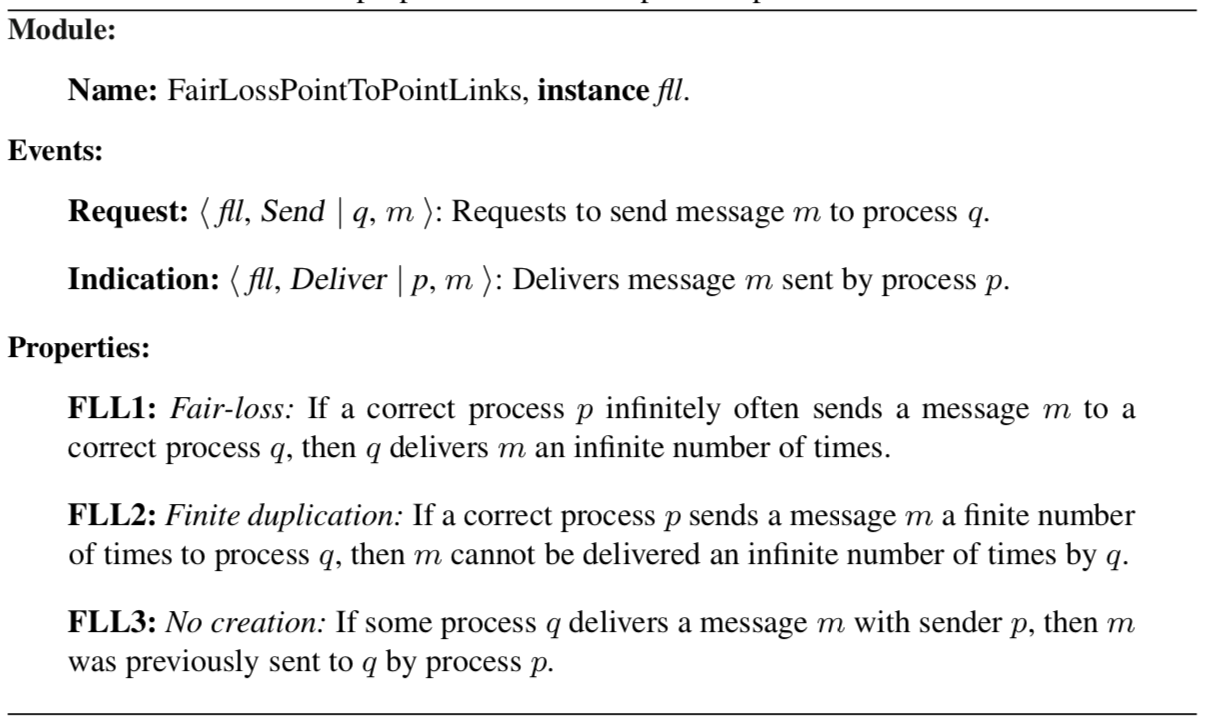 Module:
Name: FairLossPointToPointLinks, instance fll.
Events:
Request: ⟨ fll, Send | q, m ⟩: Requests to send message m to process q.
Indication: ⟨ fll, Deliver | p, m ⟩: Delivers message m sent by process p.
Properties:
FLL1: Fair-loss: If a correct process p infinitely often sends a message m to a
correct process q, then q delivers m an infinite number of times.
FLL2: Finite duplication: If a correct process p sends a message m a finite number
of times to process q, then m cannot be delivered an infinite number of times by q.
FLL3: No creation: If some process q delivers a message m with sender p, then m
was previously sent to q by process p.